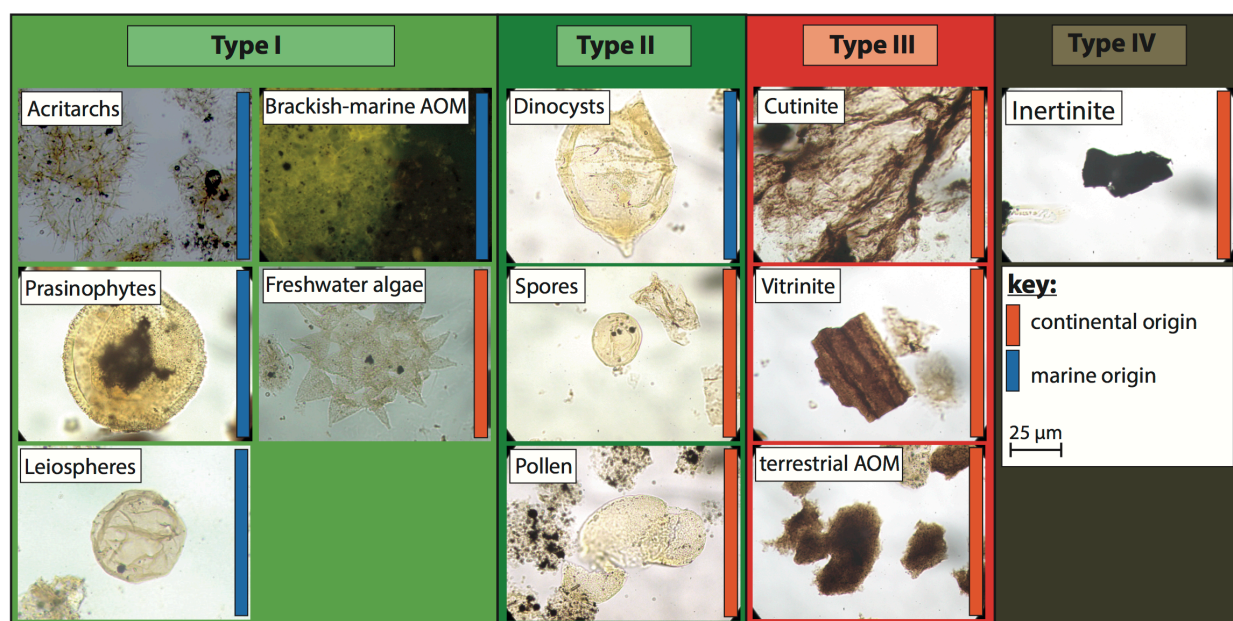 Type I
Type II
Type III
Type IV
Acritarchs
Brackish-marine AOM
Dinocysts
Cutinite
Inertinite
Prasinophytes
Freshwater algae
Spores
Vitrinite
key:
continental origin
marine origin
25 µm
Leiospheres
Pollen
terrestrial AOM